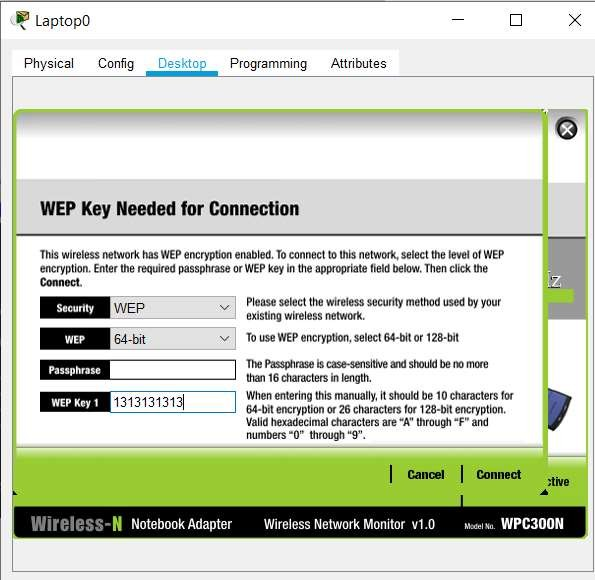 Laptop0
Physical Config Desktop Programming Attributes
WEP Key Needed for Connection
This wireless network has WEP encryption enabled. To connect to this network, select the level of WEP
encryption. Enter the required passphrase or WEP key in the appropriate field below. Then click the
Connect.
Security WEP
Please select the wireless security method used by your
existing wireless network.
WEP 64-bit
To use WEP encryption, select 64-bit or 128-bit
Passphrase
The Passphrase is case-sensitive and should be no more
than 16 characters in length.
WEP Key 1 1313131313
When entering this manually, it should be 10 characters for
64-bit encryption or 26 characters for 128-bit encryption.
Valid hexadecimal characters are “A” through “F” and
numbers “0” through “9”.
Cancel Connect
Wireless-N Notebook Adapter Wireless Network Monitor v1.0 Model No. WPC300N